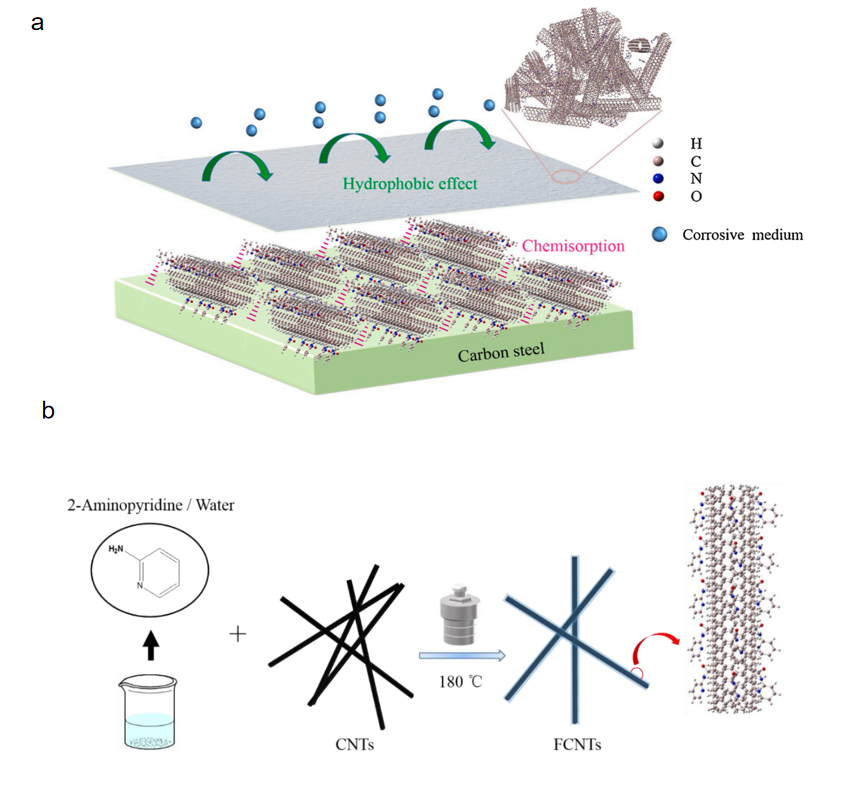 a
H
C
N
O
Hydrophobic effect
Corrosive medium
Chemisorption
Carbon steel
b
2-Aminopyridine / Water
H₂N
N
+
180 ℃
CNTs
FCNTs